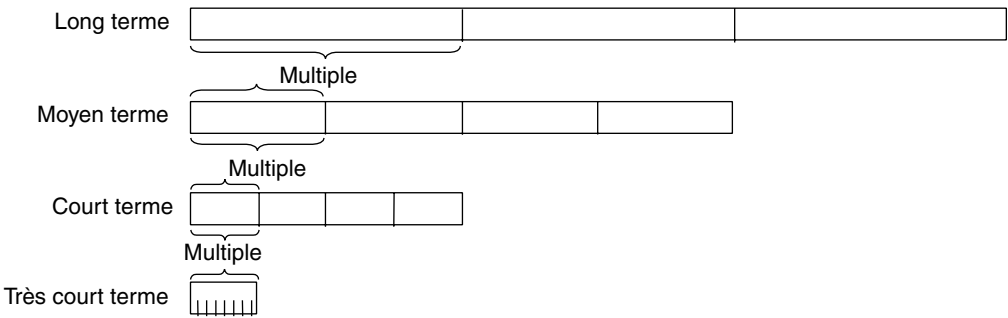 Long terme
Multiple
Moyen terme
Multiple
Court terme
Multiple
Très court terme